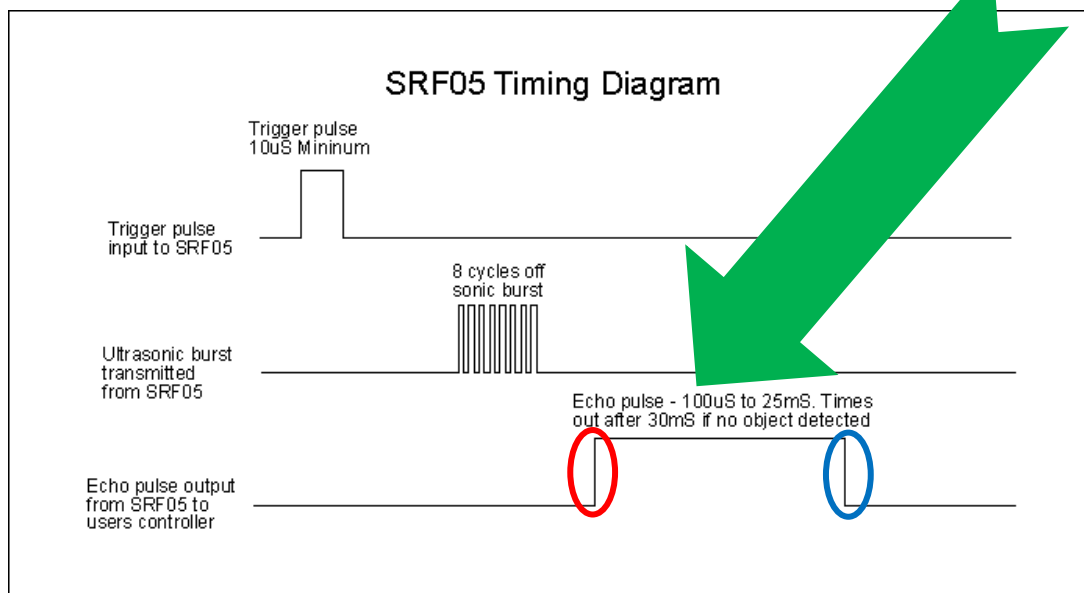 SRF05 Timing Diagram
Trigger pulse
10uS Mininum
Trigger pulse
input to SRF05
8 cycles off
sonic burst
Ultrasonic burst
transmitted
from SRF05
Echo pulse - 100uS to 25mS. Times
out after 30mS if no object detected
Echo pulse output
from SRF05 to
users controller